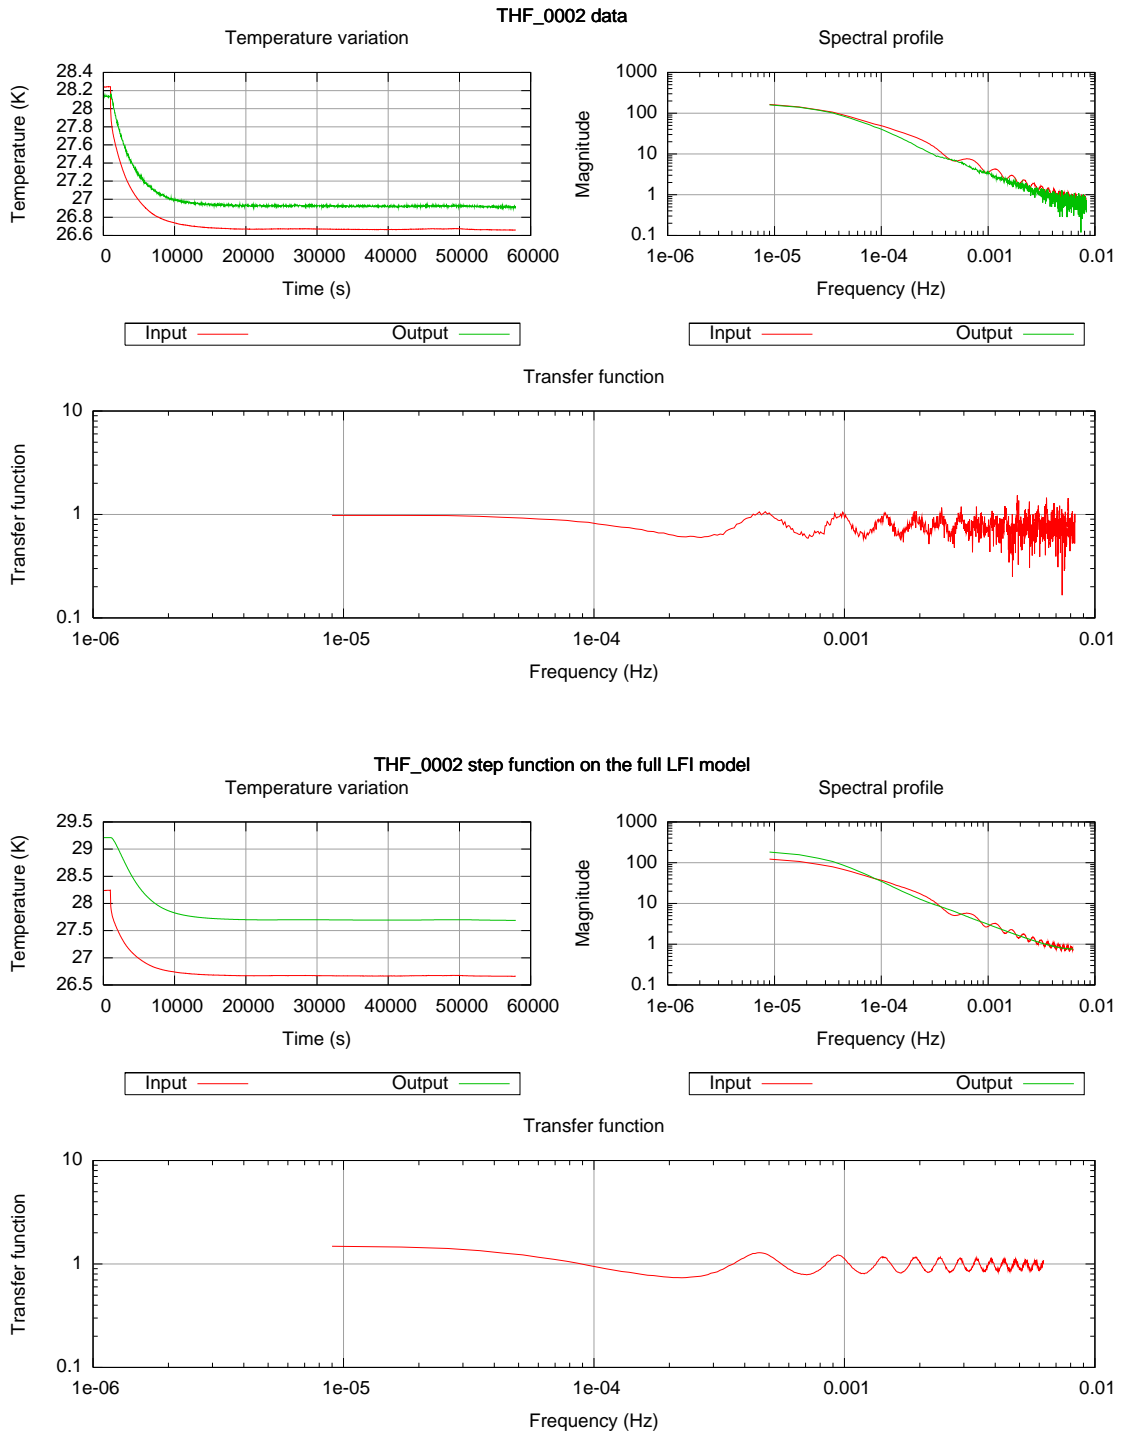 THF_0002 data
Temperature variation
Temperature (K)
28.4
28.2
28
27.8
27.6
27.4
27.2
27
26.8
26.6
0 10000 20000 30000 40000 50000 60000
Time (s)
Input Output
Spectral profile
Magnitude
1000
100
10
1
0.1
1e-06 1e-05 1e-04 0.001 0.01
Frequency (Hz)
Input Output
Transfer function
Transfer function
10
1
0.1
1e-06 1e-05 1e-04 0.001 0.01
Frequency (Hz)
THF_0002 step function on the full LFI model
Temperature variation
Temperature (K)
29.5
29
28.5
28
27.5
27
26.5
0 10000 20000 30000 40000 50000 60000
Time (s)
Input Output
Spectral profile
Magnitude
1000
100
10
1
0.1
1e-06 1e-05 1e-04 0.001 0.01
Frequency (Hz)
Input Output
Transfer function
Transfer function
10
1
0.1
1e-06 1e-05 1e-04 0.001 0.01
Frequency (Hz)